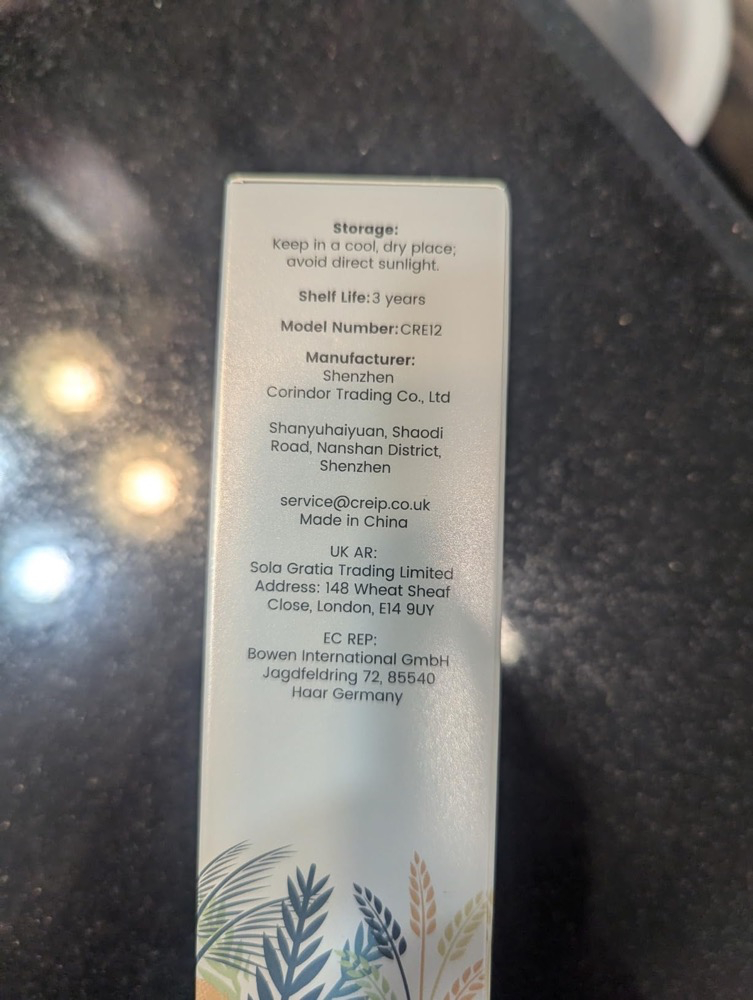 Storage:
Keep in a cool, dry place;
avoid direct sunlight.
Shelf Life:3 years
Model Number:CRE12
Manufacturer:
Shenzhen
Corindor Trading Co., Ltd
Shanyuhaiyuan, Shaodi
Road, Nanshan District,
Shenzhen
service@creip.co.uk
Made in China
UK AR:
Sola Gratia Trading Limited
Address: 148 Wheat Sheaf
Close, London, E14 9UY
EC REP:
Bowen International GmbH
Jagdfeldring 72, 85540
Haar Germany